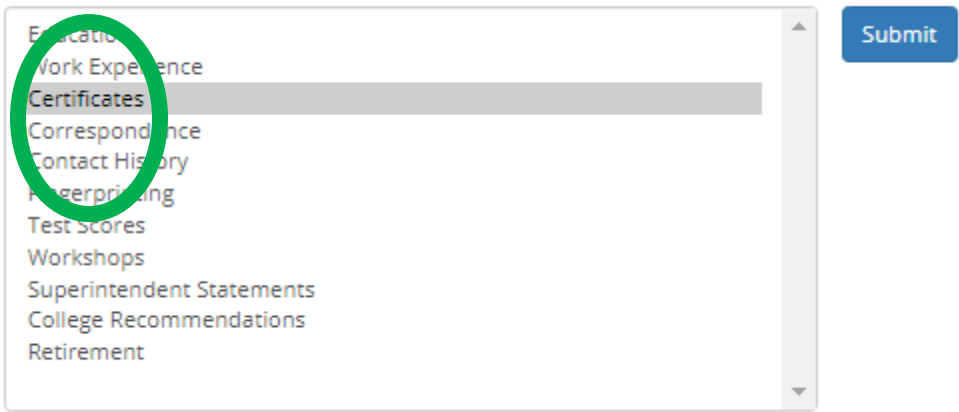 Education
Work Experience
Certificates
Correspondence
Contact History
Fingerprinting
Test Scores
Workshops
Superintendent Statements
College Recommendations
Retirement
Submit